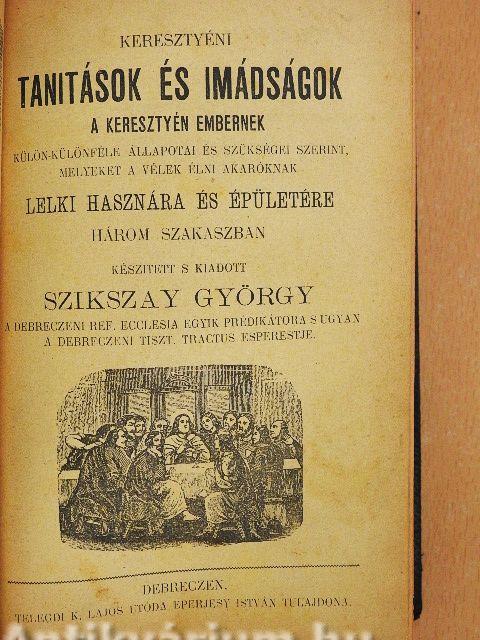 KERESZTYÉNI
TANITÁSOK ÉS IMÁDSÁGOK
A KERESZTYÉN EMBERNEK
KÜLÖN-KÜLÖNFÉLE ÁLLAPOTAI ÉS SZÜKSÉGEI SZERINT,
MELYEKET A VÉLEK ÉLNI AKARÓKNAK
LELKI HASZNÁRA ÉS ÉPÜLETÉRE
HÁROM SZAKASZBAN
KÉSZITETT S KIADOTT
SZIKSZAY GYÖRGY
A DEBRECZENI REF. ECCLESIA EGYIK PRÉDIKÁTORA S UGYAN
A DEBRECZENI TISZT. TRACTUS ESPERESTJE.
DEBRECZEN.
TELEGDI K. LAJOS UTÓDA EPERJESY ISTVÁN TULAJDONA.
Antikvárium.hu